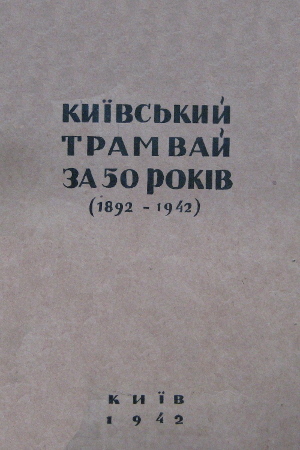 КИЇВСЬКИЙ
ТРАМВАЙ
ЗА 50 РОКІВ
(1892 - 1942)
КИЇВ
1942